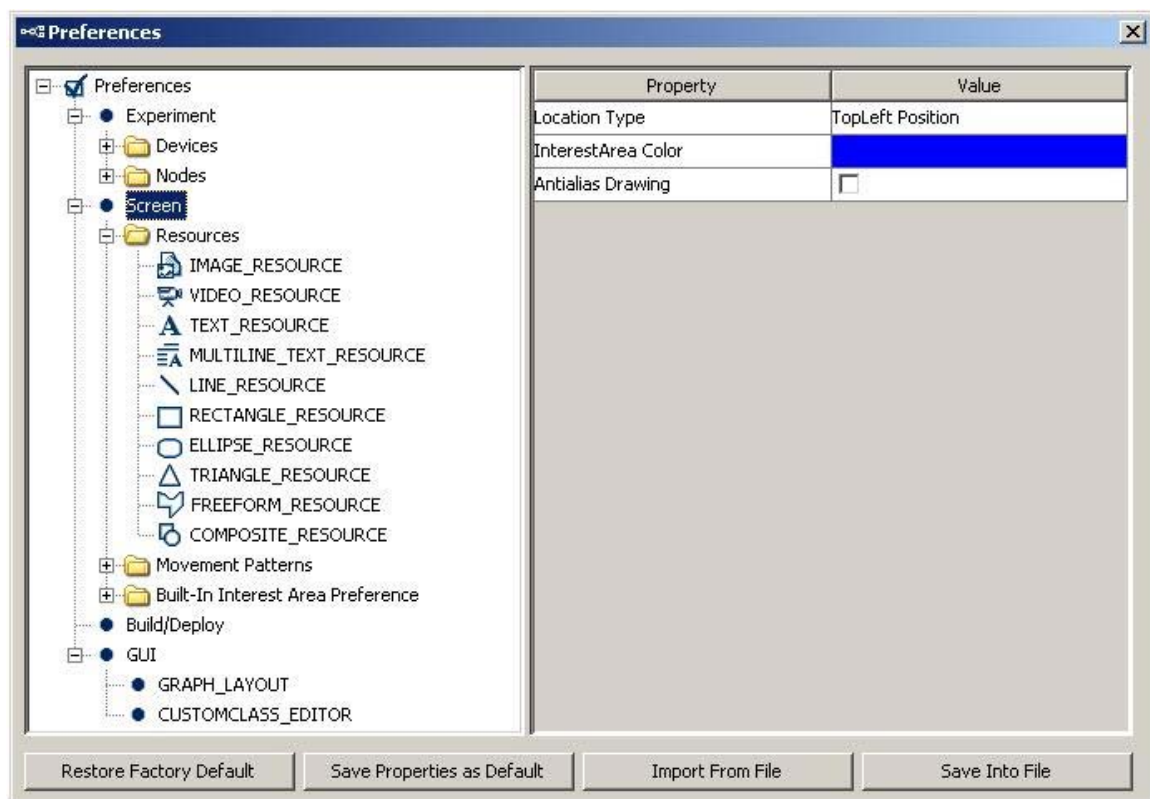 Preferences
Preferences
Experiment
Devices
Nodes
Screen
Resources
IMAGE_RESOURCE
VIDEO_RESOURCE
TEXT_RESOURCE
MULTILINE_TEXT_RESOURCE
LINE_RESOURCE
RECTANGLE_RESOURCE
ELLIPSE_RESOURCE
TRIANGLE_RESOURCE
FREEFORM_RESOURCE
COMPOSITE_RESOURCE
Movement Patterns
Built-In Interest Area Preference
Build/Deploy
GUI
GRAPH_LAYOUT
CUSTOMCLASS_EDITOR
Property Value
Location Type TopLeft Position
InterestArea Color
Antialias Drawing
Restore Factory Default Save Properties as Default Import From File Save Into File